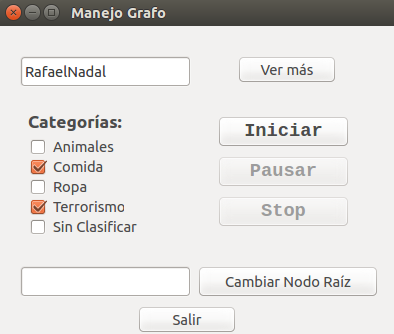 Manejo Grafo
RafaelNadal
Ver más
Categorías:
Animales
Comida
Ropa
Terrorismo
Sin Clasificar
Iniciar
Pausar
Stop
Cambiar Nodo Raíz
Salir